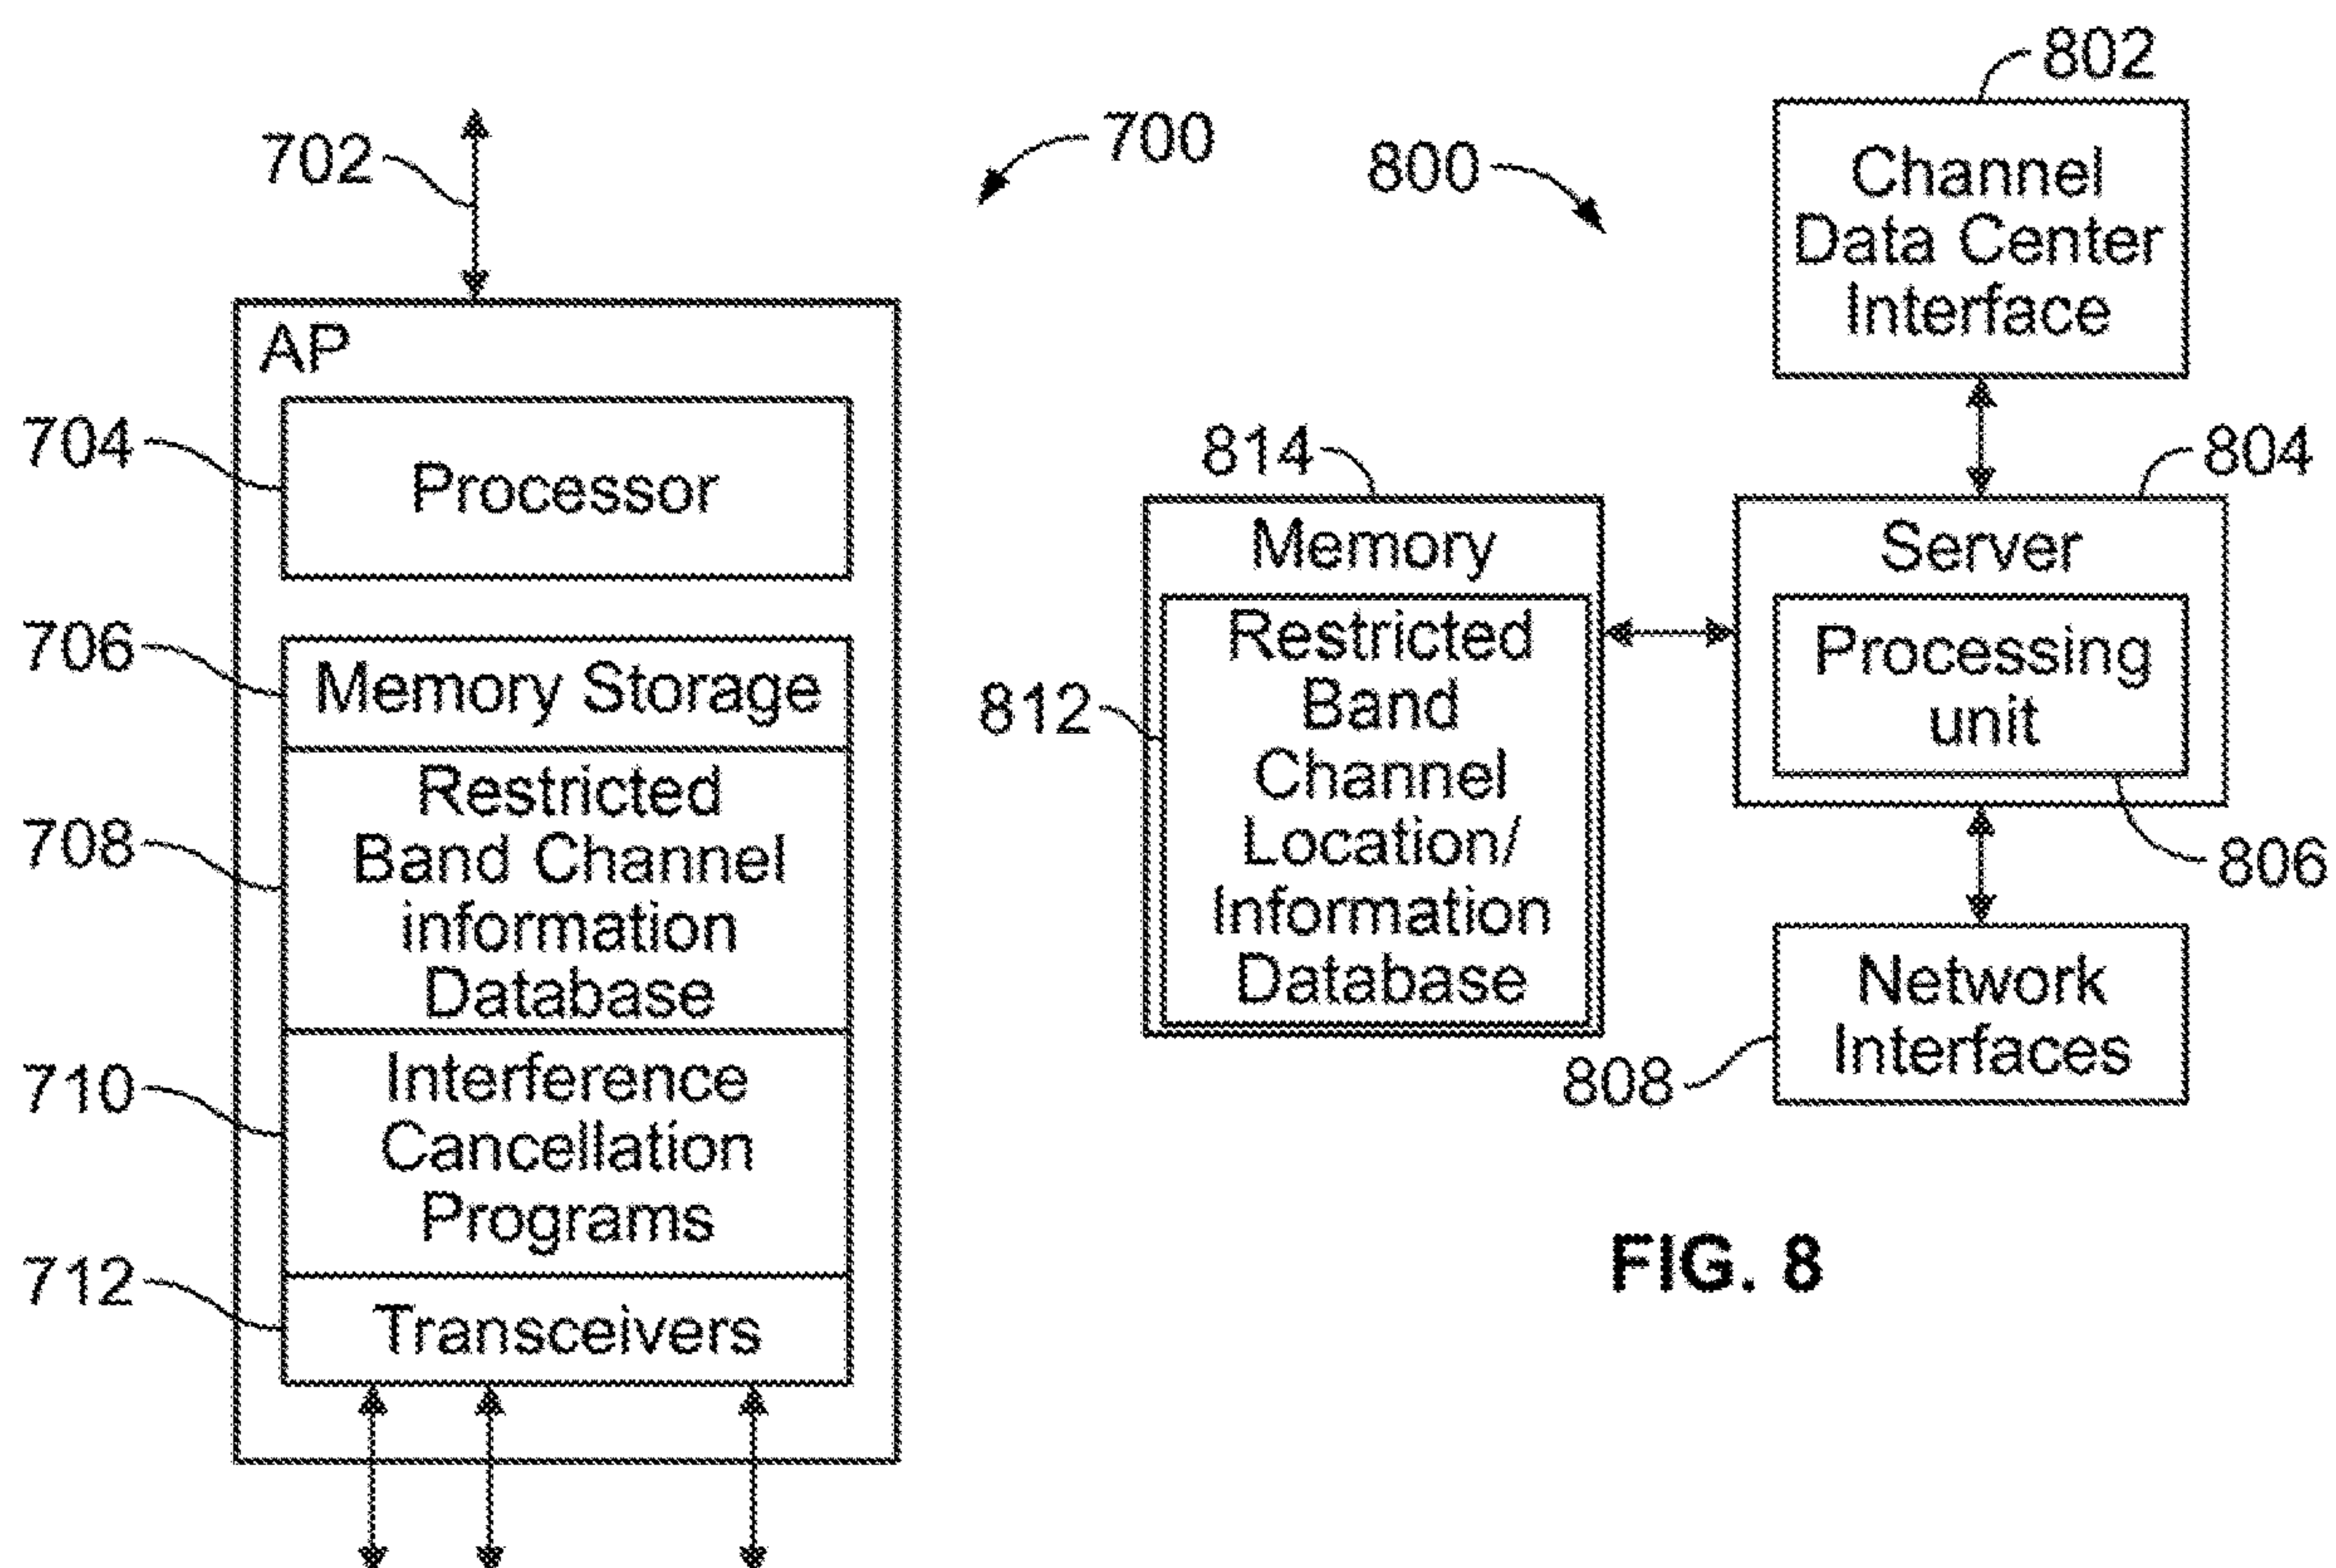 702
700
AP
704
Processor
706
Memory Storage
708
Restricted
Band Channel
information
Database
710
Interference
Cancellation
Programs
712
Transceivers
800
802
Channel
Data Center
Interface
814
Memory
812
Restricted
Band
Channel
Location/
Information
Database
804
Server
Processing
unit
806
808
Network
Interfaces
FIG. 8